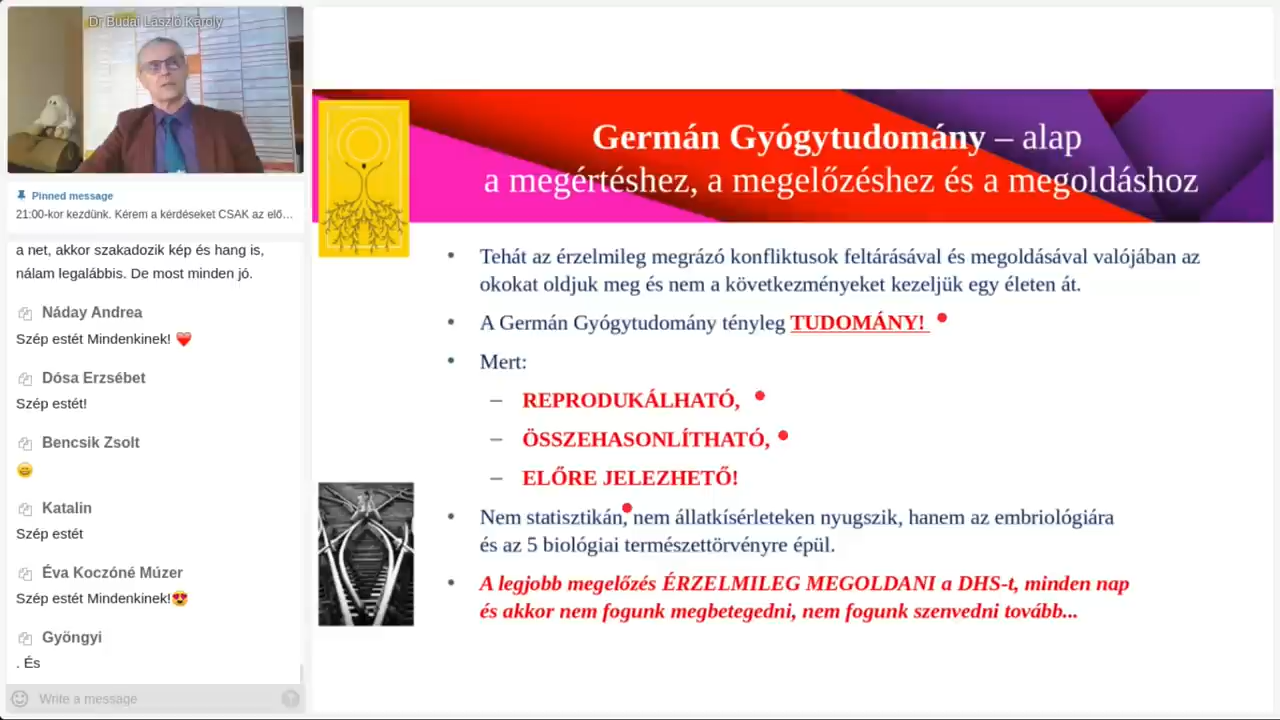 Dr Budai László Károly
Pinned message
21:00-kor kezdünk. Kérem a kérdéseket CSAK az elő…
a net, akkor szakadozik kép és hang is,
nálam legalábbis. De most minden jó.
Náday Andrea
Szép estét Mindenkinek! ❤️
Dósa Erzsébet
Szép estét!
Bencsik Zsolt
😄
Katalin
Szép estét
Éva Koczóné Múzer
Szép estét Mindenkinek!😍
Gyöngyi
. És
Write a message
Germán Gyógytudomány – alap
a megértéshez, a megelőzéshez és a megoldáshoz
• Tehát az érzelmileg megrázó konfliktusok feltárásával és megoldásával valójában az
okokat oldjuk meg és nem a következményeket kezeljük egy életen át.
• A Germán Gyógytudomány tényleg TUDOMÁNY!
• Mert:
– REPRODUKÁLHATÓ,
– ÖSSZEHASONLÍTHATÓ,
– ELŐRE JELEZHETŐ!
• Nem statisztikán, nem állatkísérleteken nyugszik, hanem az embriológiára
és az 5 biológiai természettörvényre épül.
• A legjobb megelőzés ÉRZELMILEG MEGOLDANI a DHS-t, minden nap
és akkor nem fogunk megbetegedni, nem fogunk szenvedni tovább...